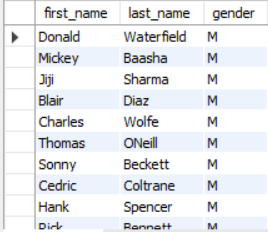 first_name last_name gender
Donald Waterfield M
Mickey Baasha M
Jiji Sharma M
Blair Diaz M
Charles Wolfe M
Thomas ONeill M
Sonny Beckett M
Cedric Coltrane M
Hank Spencer M
Rick Bennett M